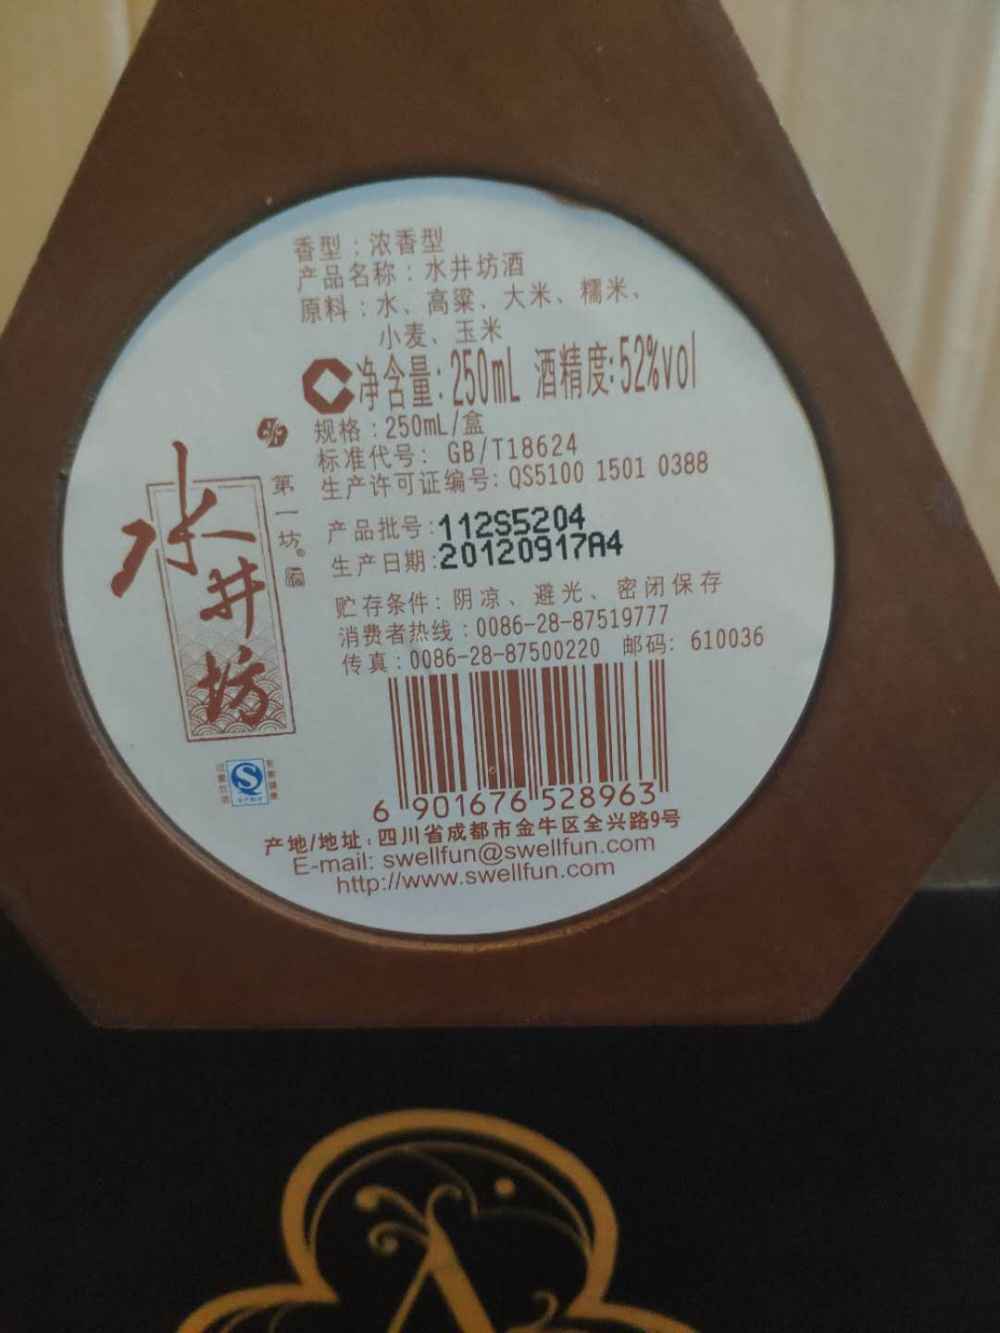 香型：浓香型
产品名称：水井坊酒
原料：水、高粱、大米、糯米、
小麦、玉米
净含量:250mL 酒精度:52%vol
规格：250mL/盒
标准代号：GB/T18624
生产许可证编号：QS5100 1501 0388
产品批号:112S5204
生产日期:20120917A4
贮存条件：阴凉、避光、密闭保存
消费者热线：0086-28-87519777
传真：0086-28-87500220 邮码：610036
第一坊®
水井坊
6 901676 528963
产地/地址：四川省成都市金牛区全兴路9号
E-mail: swellfun@swellfun.com
http://www.swellfun.com